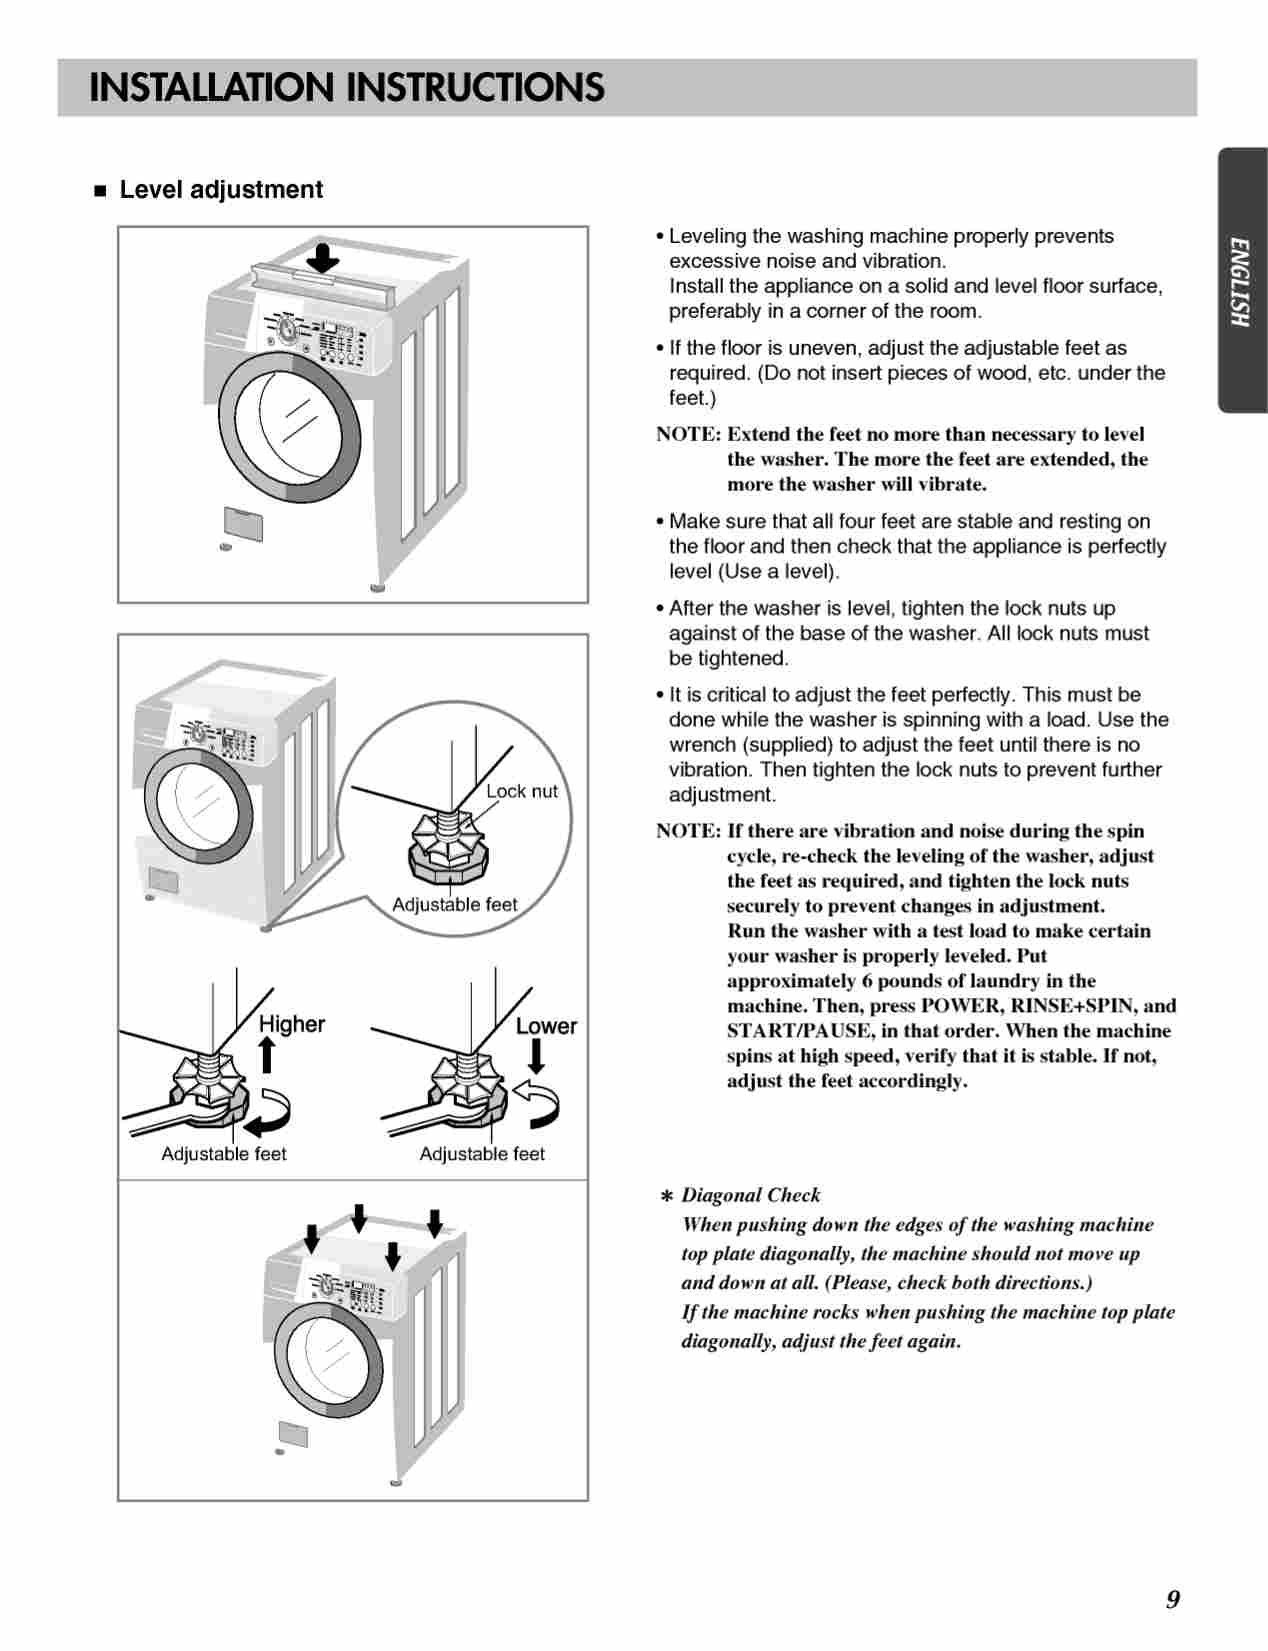 INSTALLATION INSTRUCTIONS
ENGLISH
■ Level adjustment
• Leveling the washing machine properly prevents
excessive noise and vibration.
Install the appliance on a solid and level floor surface,
preferably in a corner of the room.
• If the floor is uneven, adjust the adjustable feet as
required. (Do not insert pieces of wood, etc. under the
feet.)
NOTE: Extend the feet no more than necessary to level
the washer. The more the feet are extended, the
more the washer will vibrate.
• Make sure that all four feet are stable and resting on
the floor and then check that the appliance is perfectly
level (Use a level).
• After the washer is level, tighten the lock nuts up
against of the base of the washer. All lock nuts must
be tightened.
• It is critical to adjust the feet perfectly. This must be
done while the washer is spinning with a load. Use the
wrench (supplied) to adjust the feet until there is no
vibration. Then tighten the lock nuts to prevent further
adjustment.
NOTE: If there are vibration and noise during the spin
cycle, re-check the leveling of the washer, adjust
the feet as required, and tighten the lock nuts
securely to prevent changes in adjustment.
Run the washer with a test load to make certain
your washer is properly leveled. Put
approximately 6 pounds of laundry in the
machine. Then, press POWER, RINSE+SPIN, and
START/PAUSE, in that order. When the machine
spins at high speed, verify that it is stable. If not,
adjust the feet accordingly.
Lock nut
Adjustable feet
Higher
Lower
Adjustable feet
Adjustable feet
* Diagonal Check
When pushing down the edges of the washing machine
top plate diagonally, the machine should not move up
and down at all. (Please, check both directions.)
If the machine rocks when pushing the machine top plate
diagonally, adjust the feet again.
9